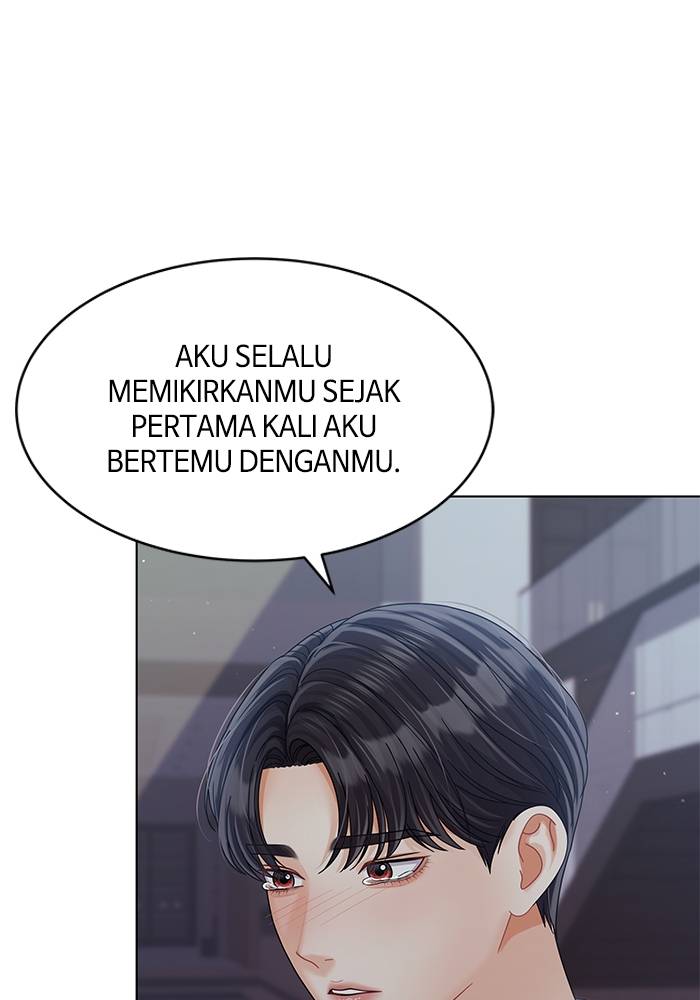 AKU SELALU
MEMIKIRKANMU SEJAK
PERTAMA KALI AKU
BERTEMU DENGANMU.